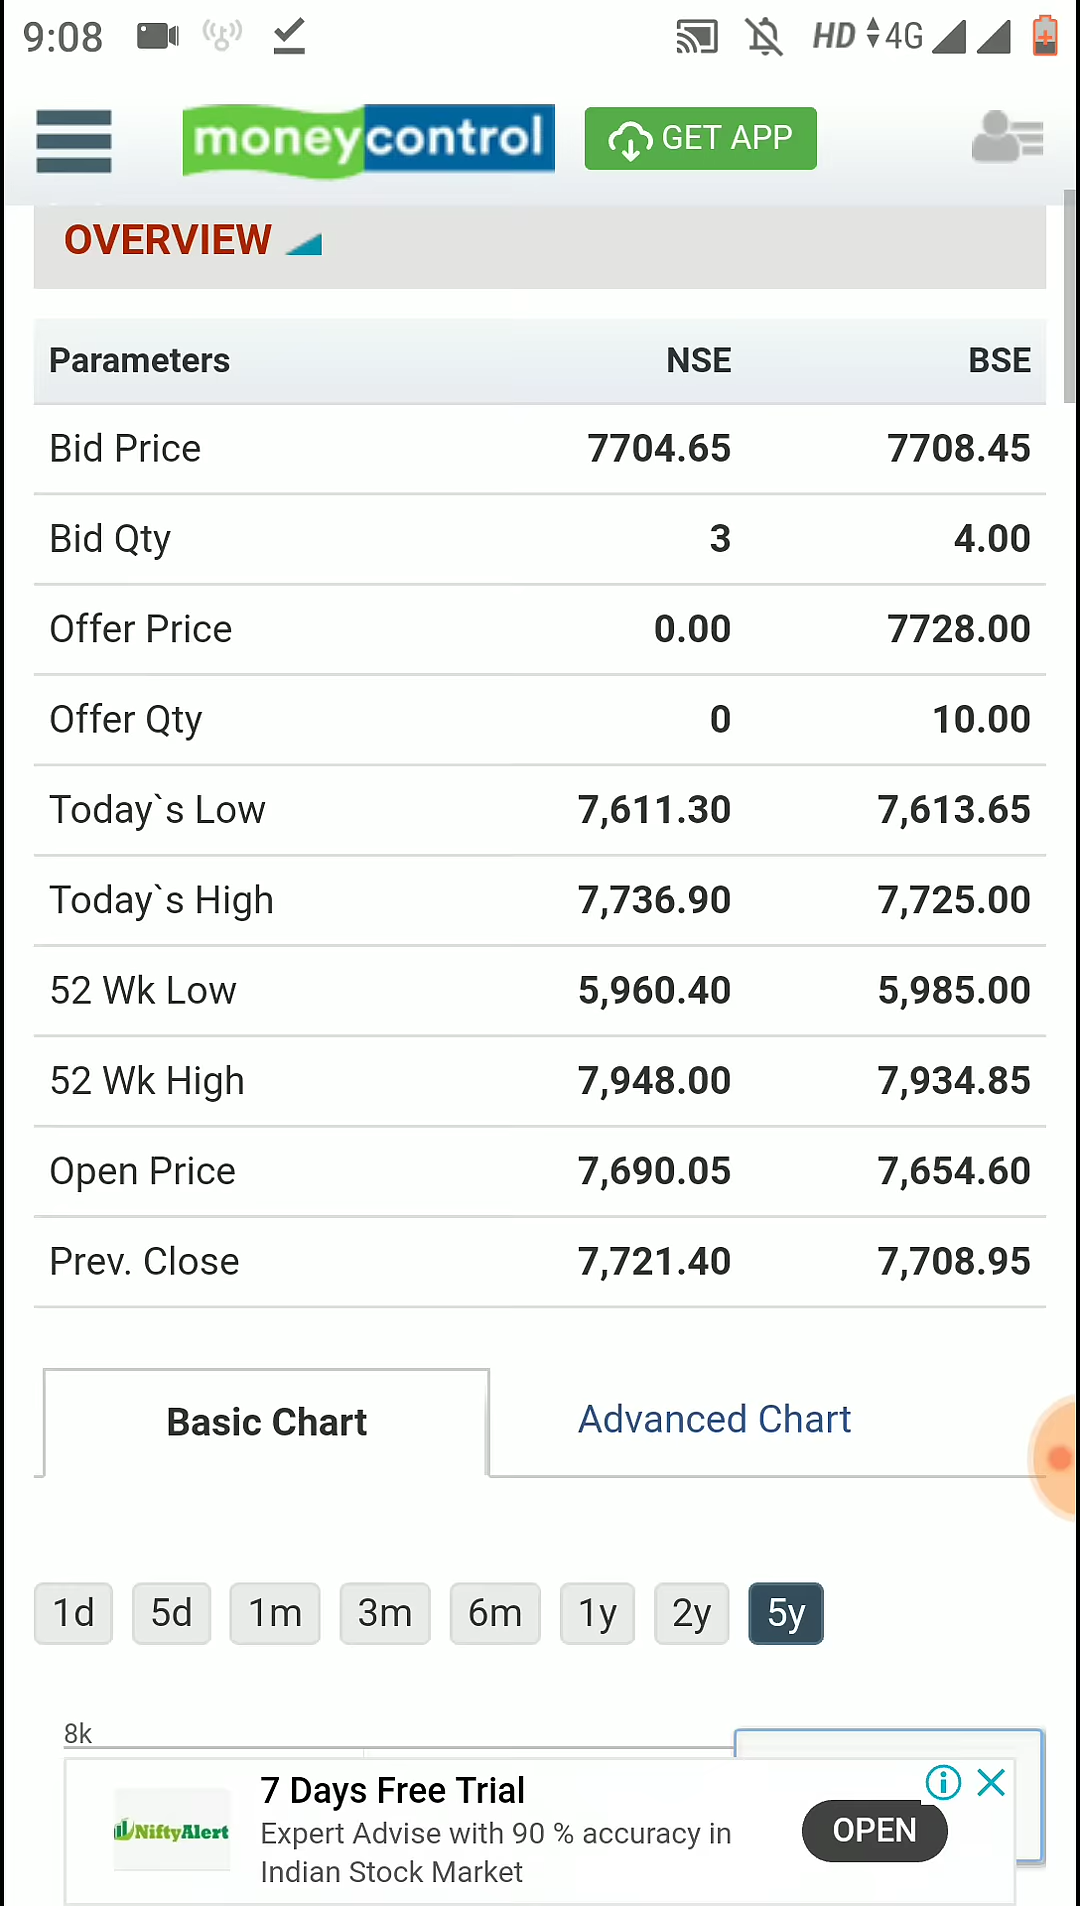 9:08 HD 4G
moneycontrol GET APP
OVERVIEW
Parameters NSE BSE
Bid Price 7704.65 7708.45
Bid Qty 3 4.00
Offer Price 0.00 7728.00
Offer Qty 0 10.00
Today`s Low 7,611.30 7,613.65
Today`s High 7,736.90 7,725.00
52 Wk Low 5,960.40 5,985.00
52 Wk High 7,948.00 7,934.85
Open Price 7,690.05 7,654.60
Prev. Close 7,721.40 7,708.95
Basic Chart Advanced Chart
1d 5d 1m 3m 6m 1y 2y 5y
8k
7 Days Free Trial
NiftyAlert Expert Advise with 90 % accuracy in OPEN
Indian Stock Market